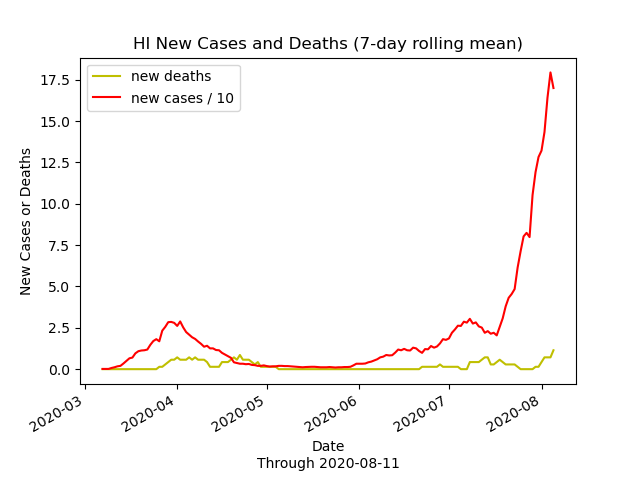 HI New Cases and Deaths (7-day rolling mean)
new deaths
new cases / 10
New Cases or Deaths
17.5
15.0
12.5
10.0
7.5
5.0
2.5
0.0
2020-03
2020-04
2020-05
2020-06
2020-07
2020-08
Date
Through 2020-08-11